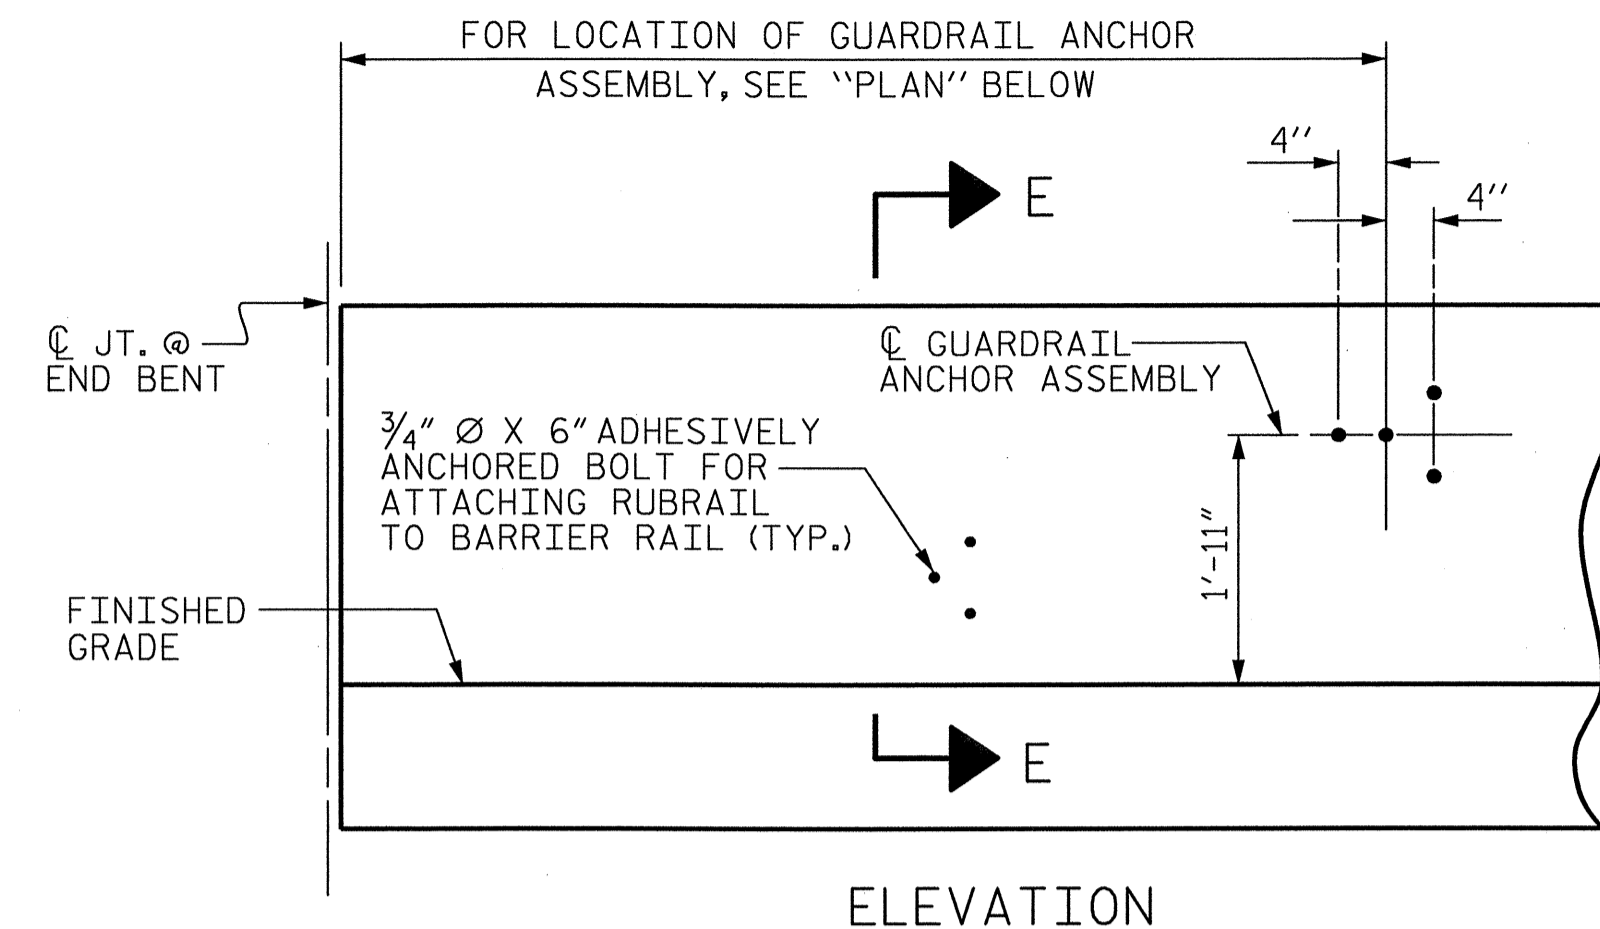 FOR LOCATION OF GUARDRAIL ANCHOR
ASSEMBLY, SEE "PLAN" BELOW
4"
4"
E
℄ JT. @
END BENT
℄ GUARDRAIL
ANCHOR ASSEMBLY
3/4" Ø X 6" ADHESIVELY
ANCHORED BOLT FOR
ATTACHING RUBRAIL
TO BARRIER RAIL (TYP.)
1'-11"
FINISHED
GRADE
E
ELEVATION